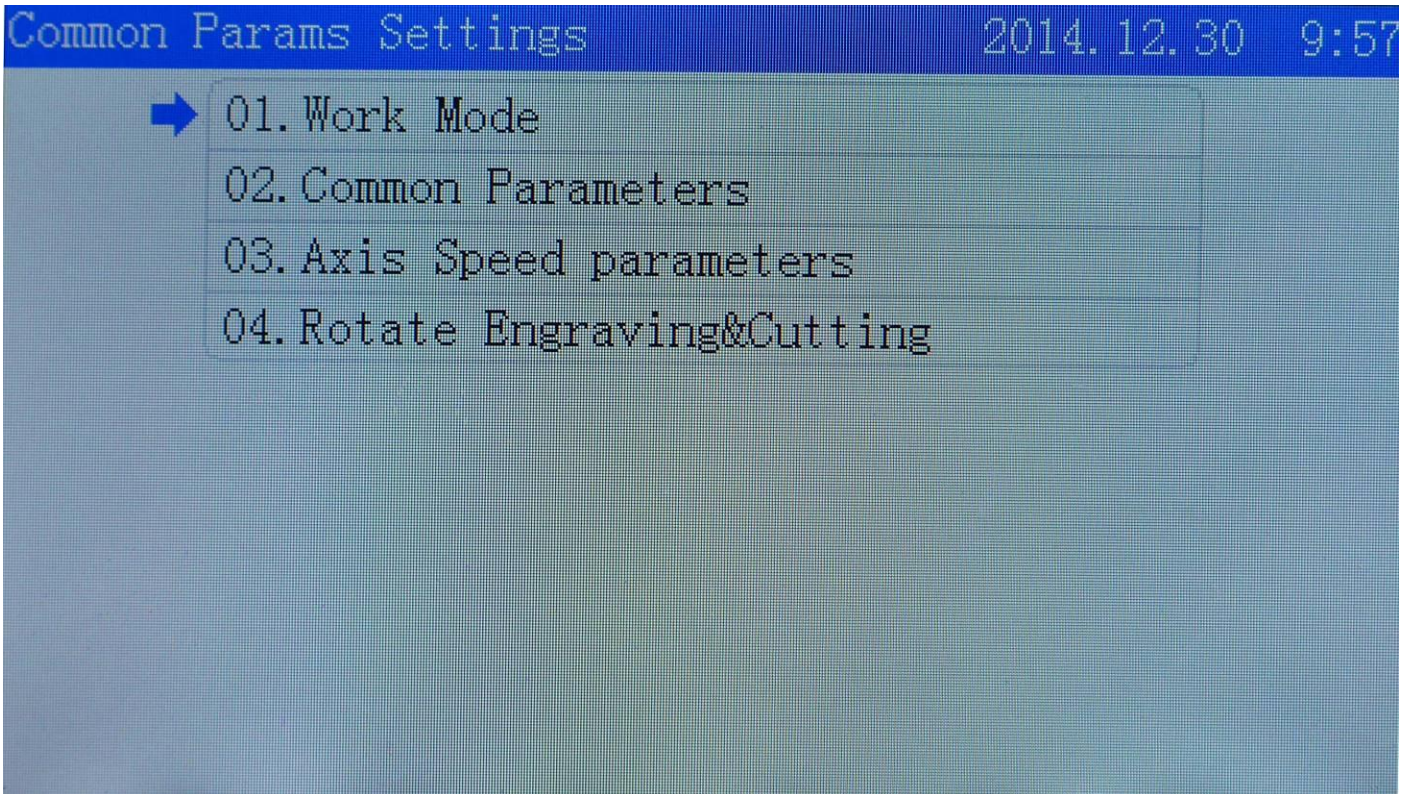 Common Params Settings 2014.12.30 9:57
01.Work Mode
02.Common Parameters
03.Axis Speed parameters
04.Rotate Engraving&Cutting